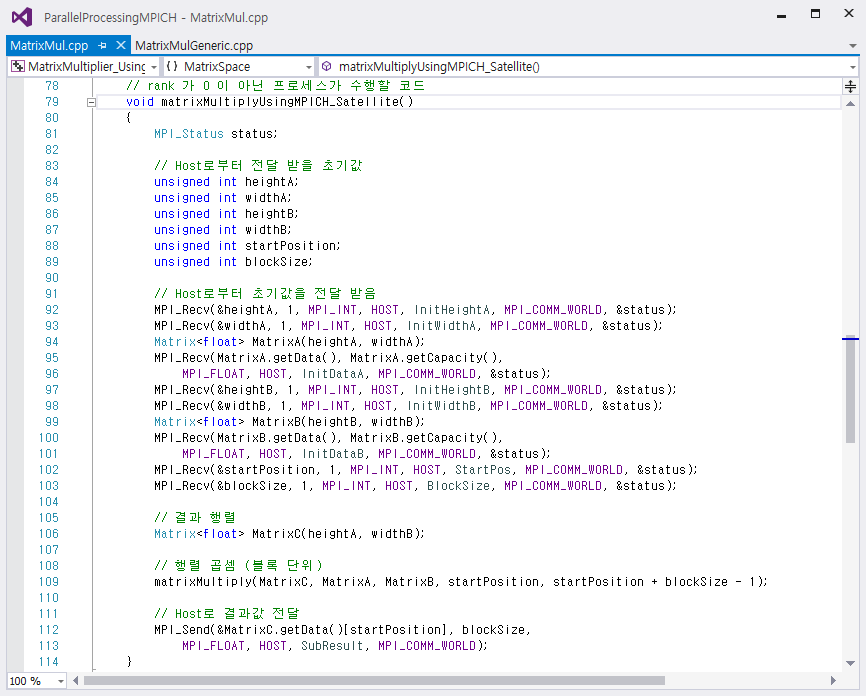 ParallelProcessingMPICH - MatrixMul.cpp
MatrixMul.cpp MatrixMulGeneric.cpp
MatrixMultiplier_Using {} MatrixSpace matrixMultiplyUsingMPICH_Satellite()
78 // rank 가 0 이 아닌 프로세스가 수행할 코드
79 void matrixMultiplyUsingMPICH_Satellite()
80 {
81 MPI_Status status;
82
83 // Host로부터 전달 받을 초기값
84 unsigned int heightA;
85 unsigned int widthA;
86 unsigned int heightB;
87 unsigned int widthB;
88 unsigned int startPosition;
89 unsigned int blockSize;
90
91 // Host로부터 초기값을 전달 받음
92 MPI_Recv(&heightA, 1, MPI_INT, HOST, InitHeightA, MPI_COMM_WORLD, &status);
93 MPI_Recv(&widthA, 1, MPI_INT, HOST, InitWidthA, MPI_COMM_WORLD, &status);
94 Matrix<float> MatrixA(heightA, widthA);
95 MPI_Recv(MatrixA.getData(), MatrixA.getCapacity(),
96 MPI_FLOAT, HOST, InitDataA, MPI_COMM_WORLD, &status);
97 MPI_Recv(&heightB, 1, MPI_INT, HOST, InitHeightB, MPI_COMM_WORLD, &status);
98 MPI_Recv(&widthB, 1, MPI_INT, HOST, InitWidthB, MPI_COMM_WORLD, &status);
99 Matrix<float> MatrixB(heightB, widthB);
100 MPI_Recv(MatrixB.getData(), MatrixB.getCapacity(),
101 MPI_FLOAT, HOST, InitDataB, MPI_COMM_WORLD, &status);
102 MPI_Recv(&startPosition, 1, MPI_INT, HOST, StartPos, MPI_COMM_WORLD, &status);
103 MPI_Recv(&blockSize, 1, MPI_INT, HOST, BlockSize, MPI_COMM_WORLD, &status);
104
105 // 결과 행렬
106 Matrix<float> MatrixC(heightA, widthB);
107
108 // 행렬 곱셈 (블록 단위)
109 matrixMultiply(MatrixC, MatrixA, MatrixB, startPosition, startPosition + blockSize - 1);
110
111 // Host로 결과값 전달
112 MPI_Send(&MatrixC.getData()[startPosition], blockSize,
113 MPI_FLOAT, HOST, SubResult, MPI_COMM_WORLD);
114 }
100 %